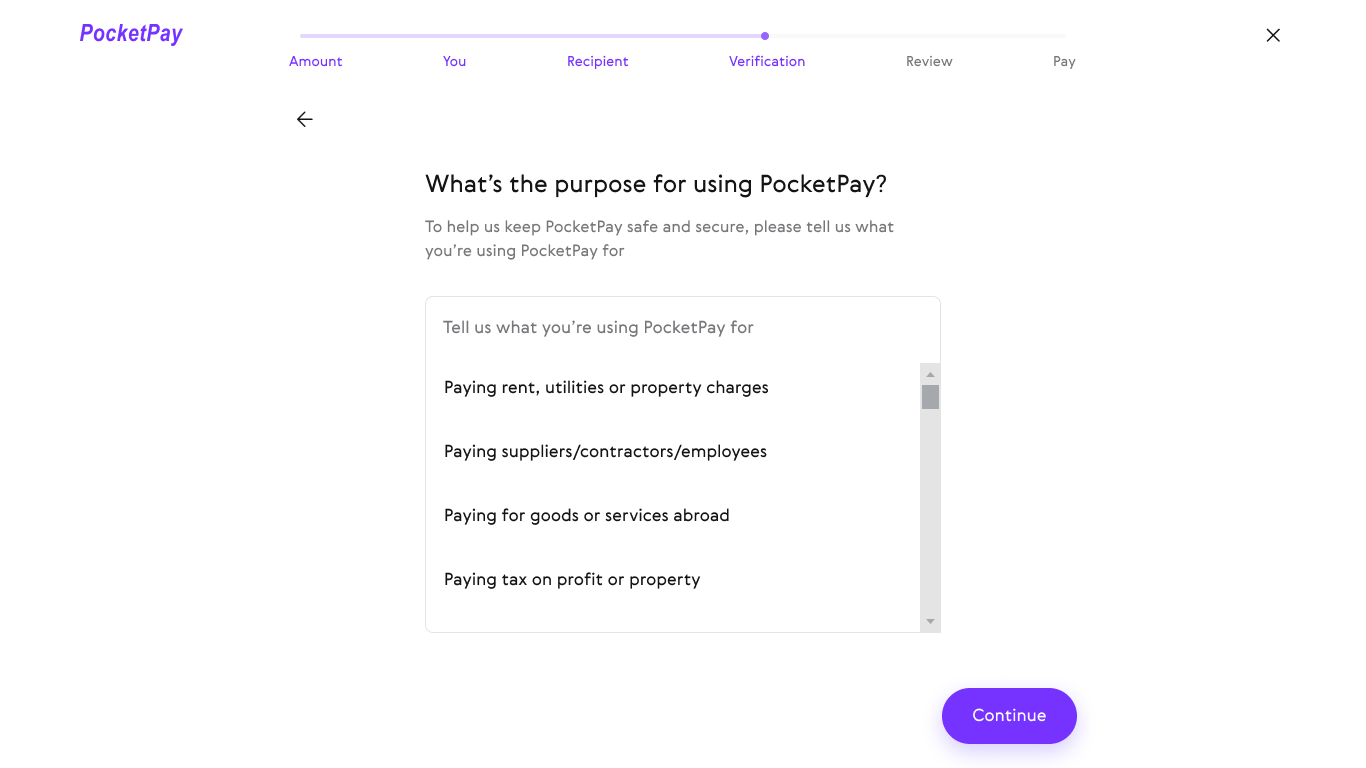 PocketPay
Amount
You
Recipient
Verification
Review
Pay
What's the purpose for using PocketPay?
To help us keep PocketPay safe and secure, please tell us what
you're using PocketPay for
Tell us what you're using PocketPay for
Paying rent, utilities or property charges
Paying suppliers/contractors/employees
Paying for goods or services abroad
Paying tax on profit or property
Continue